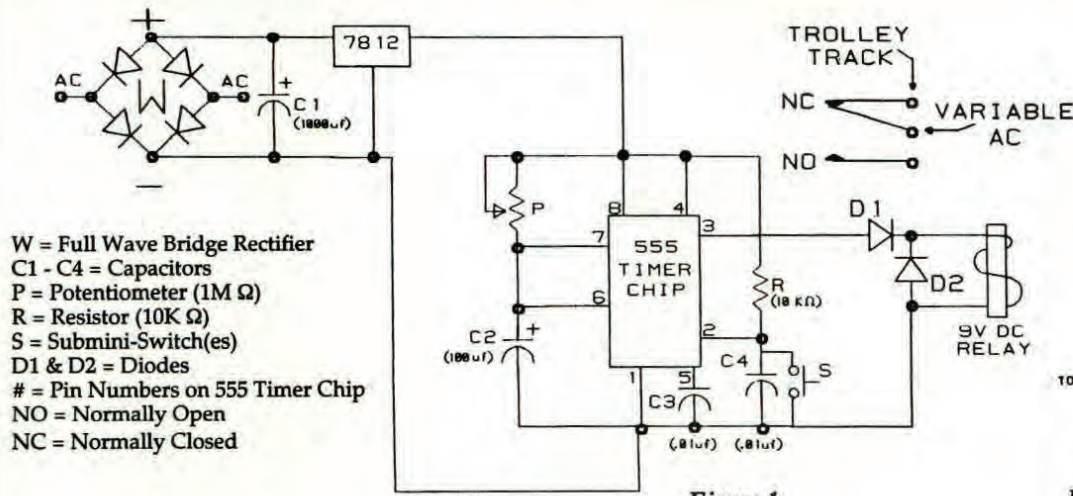 +
7812
AC
AC
+
C1
(1000uf)
W
—
TROLLEY
TRACK
NC
VARIABLE
AC
NO
P
8
4
3
D1
7
555
TIMER
CHIP
R
(10 KΩ)
D2
6
2
C2
+
(100uf)
C4
S
9V DC
RELAY
1
5
C3
(.01uf)
(.01uf)
TO
W = Full Wave Bridge Rectifier
C1 - C4 = Capacitors
P = Potentiometer (1M Ω)
R = Resistor (10K Ω)
S = Submini-Switch(es)
D1 & D2 = Diodes
# = Pin Numbers on 555 Timer Chip
NO = Normally Open
NC = Normally Closed